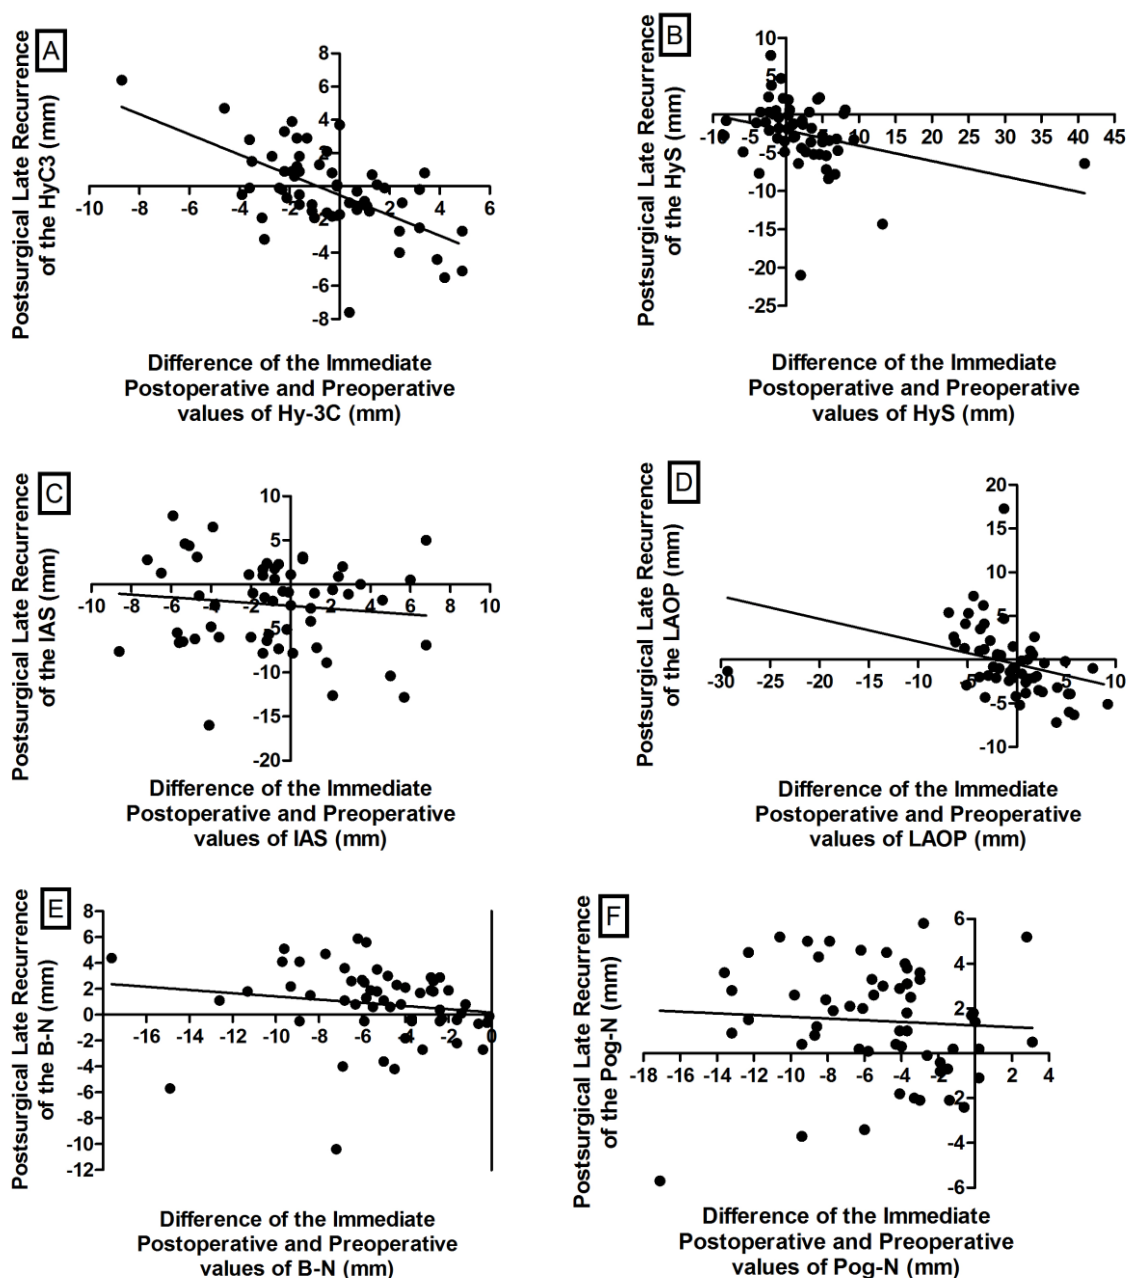 A
Postsurgical Late Recurrence
of the HyC3 (mm)
8
6
4
2
-2
-4
-6
-8
-10 -8 -6 -4 -2 0 2 4 6
Difference of the Immediate
Postoperative and Preoperative
values of Hy-3C (mm)
B
Postsurgical Late Recurrence
of the HyS (mm)
10
5
-5
-10
-15
-20
-25
-10 -5 0 5 10 15 20 25 30 35 40 45
Difference of the Immediate
Postoperative and Preoperative
values of HyS (mm)
C
Postsurgical Late Recurrence
of the IAS (mm)
10
5
-5
-10
-15
-20
-10 -8 -6 -4 -2 0 2 4 6 8 10
Difference of the Immediate
Postoperative and Preoperative
values of IAS (mm)
D
Postsurgical Late Recurrence
of the LAOP (mm)
20
15
10
5
-5
-10
-30 -25 -20 -15 -10 -5 0 5 10
Difference of the Immediate
Postoperative and Preoperative
values of LAOP (mm)
E
Postsurgical Late Recurrence
of the B-N (mm)
8
6
4
2
0
-2
-4
-6
-8
-10
-12
-16 -14 -12 -10 -8 -6 -4 -2 0
Difference of the Immediate
Postoperative and Preoperative
values of B-N (mm)
F
Postsurgical Late Recurrence
of the Pog-N (mm)
6
4
2
-2
-4
-6
-18 -16 -14 -12 -10 -8 -6 -4 -2 0 2 4
Difference of the Immediate
Postoperative and Preoperative
values of Pog-N (mm)